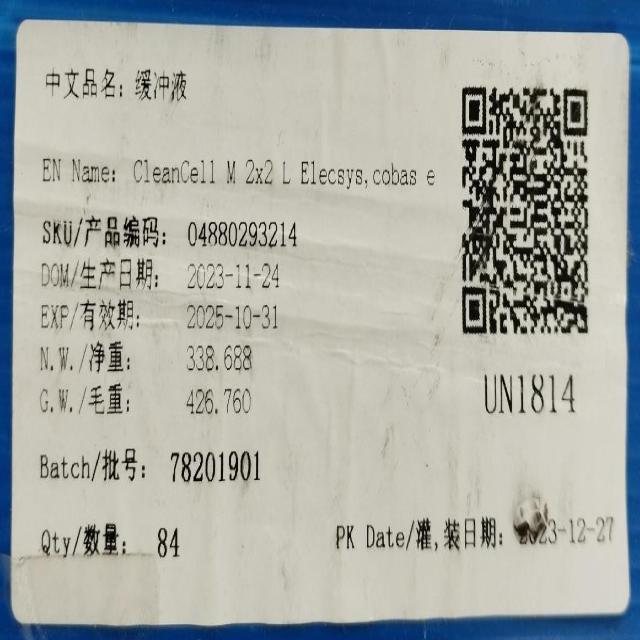 中文品名：缓冲液
EN Name: CleanCell M 2x2 L Elecsys,cobas e
SKU/产品编码: 04880293214
DOM/生产日期: 2023-11-24
EXP/有效期: 2025-10-31
N.W./净重: 338.688
G.W./毛重: 426.760
UN1814
Batch/批号: 78201901
Qty/数量: 84
PK Date/灌,装日期: 2023-12-27